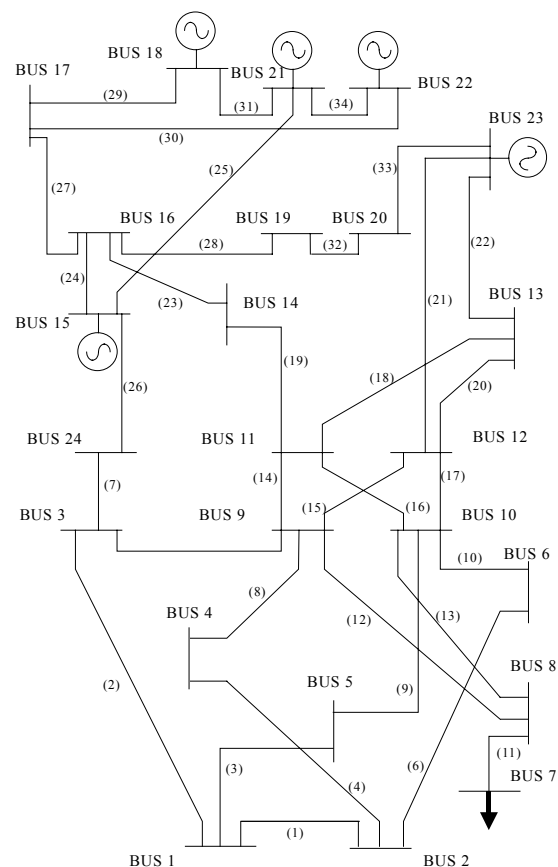 BUS 18
BUS 21
BUS 17
BUS 22
(29)
(31)
(34)
BUS 23
(30)
(25)
(33)
(27)
BUS 16
BUS 19
BUS 20
(28)
(32)
(22)
(24)
(23)
BUS 14
BUS 13
BUS 15
(21)
(19)
(18)
(26)
(20)
BUS 24
BUS 11
BUS 12
(7)
(14)
(17)
BUS 3
BUS 9
(15)
(16)
BUS 10
BUS 6
(10)
(8)
BUS 4
(12)
(13)
BUS 8
BUS 5
(2)
(9)
(3)
(4)
(6)
(11)
BUS 7
(1)
BUS 1
BUS 2